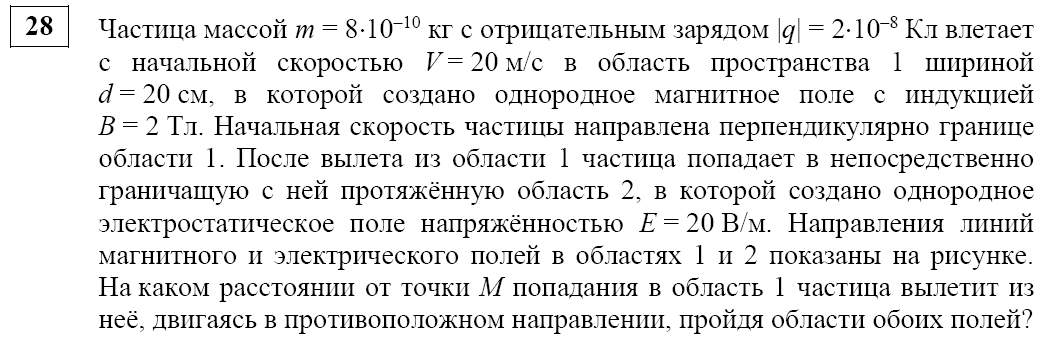 28
Частица массой m = 8·10⁻¹⁰ кг с отрицательным зарядом |q| = 2·10⁻⁸ Кл влетает
с начальной скоростью V = 20 м/с в область пространства 1 шириной
d = 20 см, в которой создано однородное магнитное поле с индукцией
B = 2 Тл. Начальная скорость частицы направлена перпендикулярно границе
области 1. После вылета из области 1 частица попадает в непосредственно
граничащую с ней протяжённую область 2, в которой создано однородное
электростатическое поле напряжённостью E = 20 В/м. Направления линий
магнитного и электрического полей в областях 1 и 2 показаны на рисунке.
На каком расстоянии от точки M попадания в область 1 частица вылетит из
неё, двигаясь в противоположном направлении, пройдя области обоих полей?